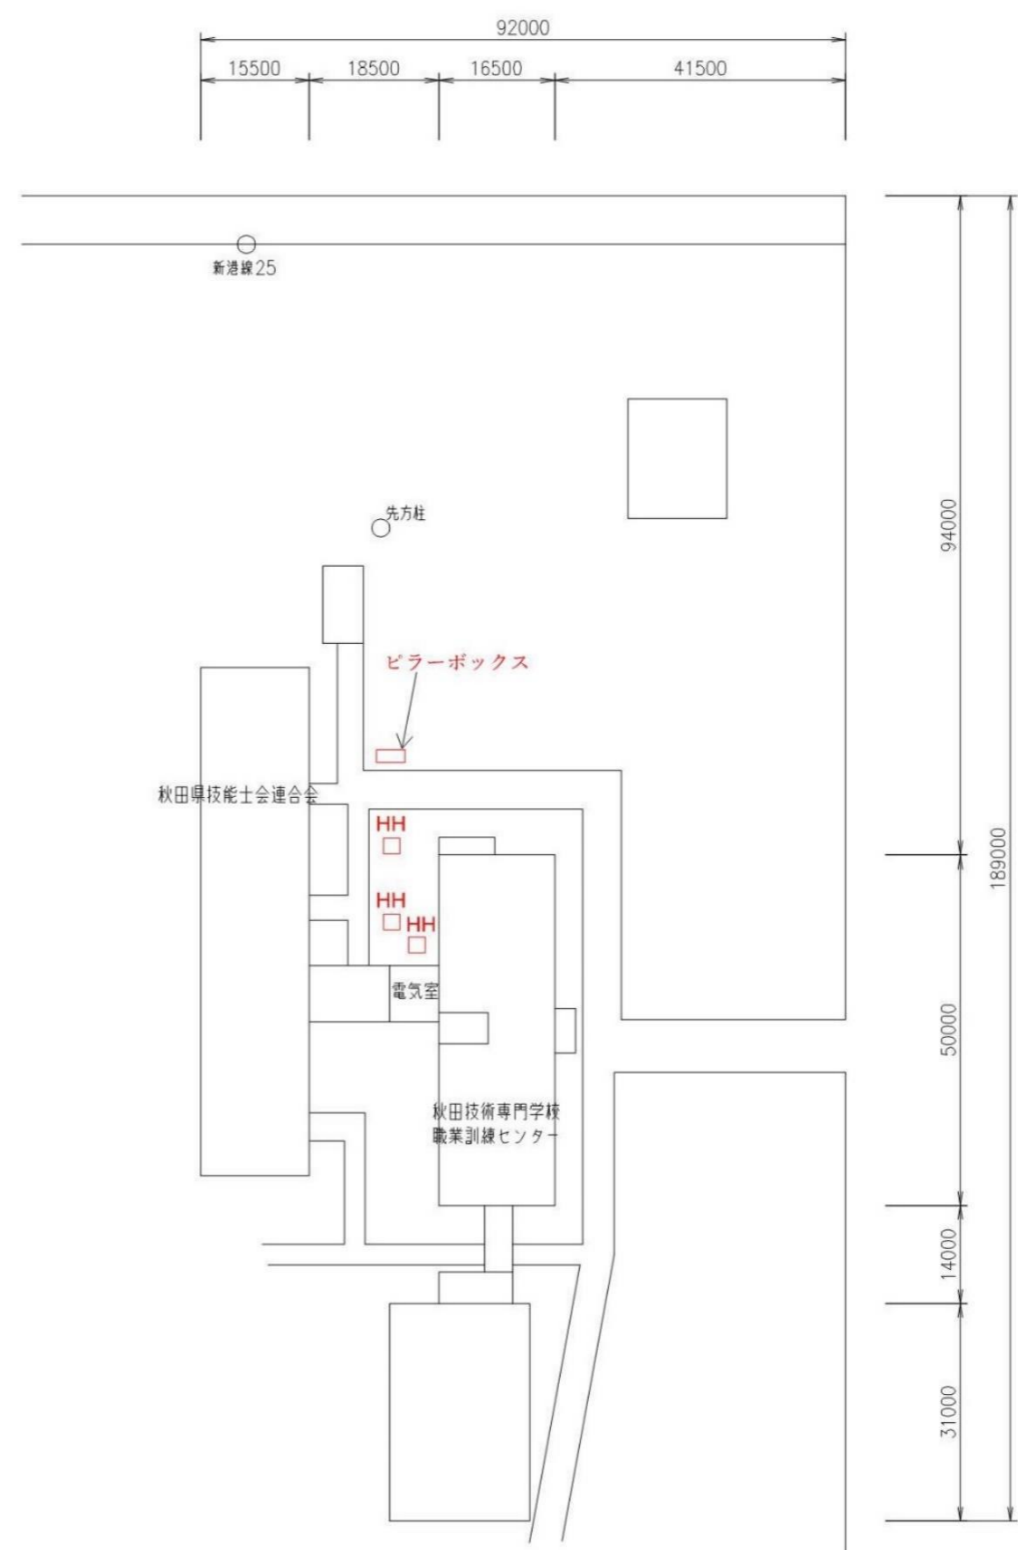 92000
15500
18500
16500
41500
新港線25
先方柱
94000
ピラーボックス
秋田県技能士会連合会
HH
189000
HH
HH
電気室
50000
秋田技術専門学校
職業訓練センター
14000
31000